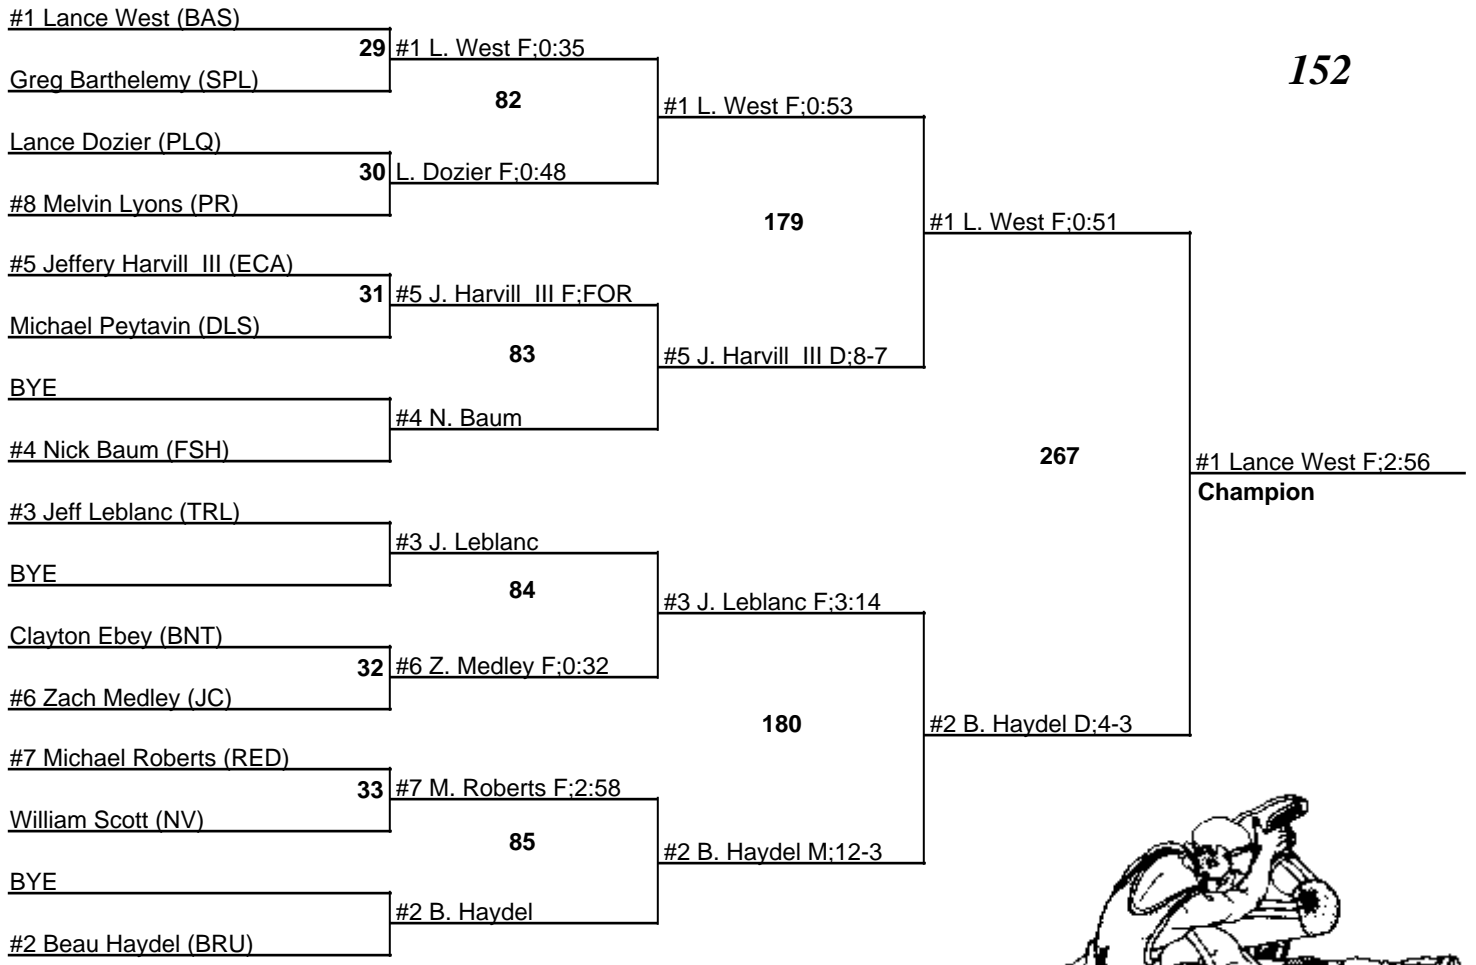 #1 Lance West (BAS)
Greg Barthelemy (SPL)
Lance Dozier (PLQ)
#8 Melvin Lyons (PR)
#5 Jeffery Harvill  III (ECA)
Michael Peytavin (DLS)
BYE
#4 Nick Baum (FSH)
#3 Jeff Leblanc (TRL)
BYE
Clayton Ebey (BNT)
#6 Zach Medley (JC)
#7 Michael Roberts (RED)
William Scott (NV)
BYE
#2 Beau Haydel (BRU)
29 #1 L. West F;0:35
30 L. Dozier F;0:48
31 #5 J. Harvill  III F;FOR
#4 N. Baum
#3 J. Leblanc
32 #6 Z. Medley F;0:32
33 #7 M. Roberts F;2:58
#2 B. Haydel
82
83
84
85
#1 L. West F;0:53
#5 J. Harvill  III D;8-7
#3 J. Leblanc F;3:14
#2 B. Haydel M;12-3
179
180
#1 L. West F;0:51
#2 B. Haydel D;4-3
267
#1 Lance West F;2:56
Champion
152